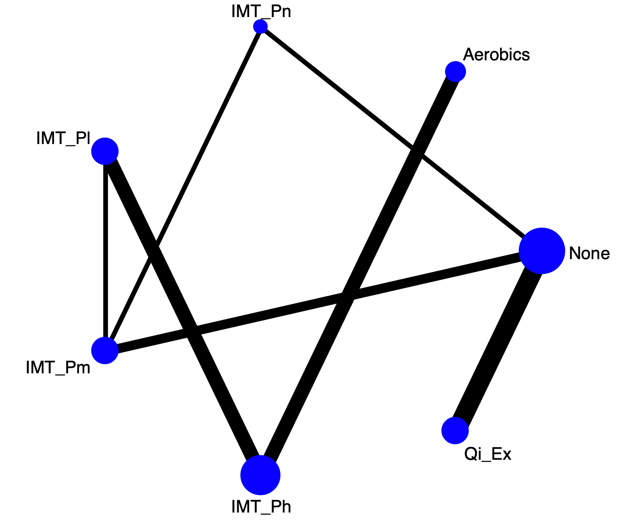 IMT_Pn
Aerobics
IMT_Pl
None
IMT_Pm
Qi_Ex
IMT_Ph